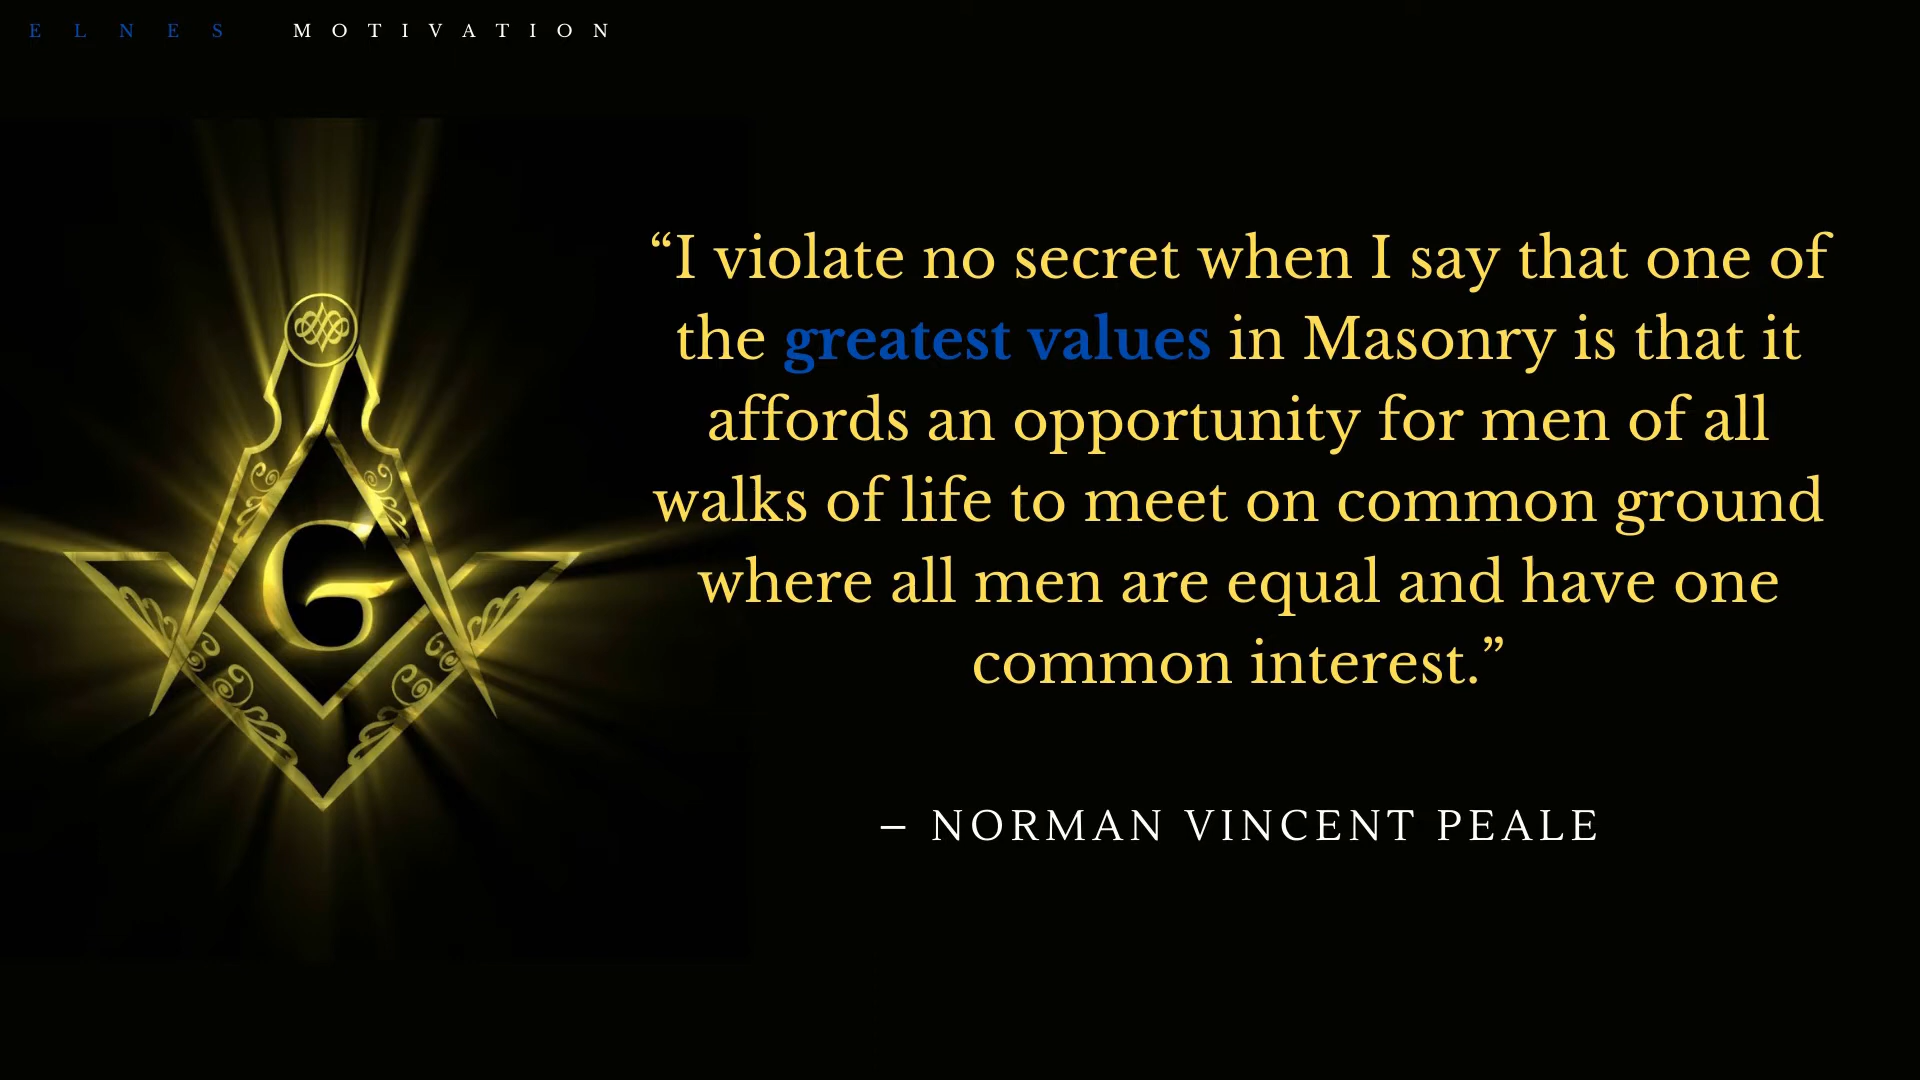 ELNES MOTIVATION
“I violate no secret when I say that one of
the greatest values in Masonry is that it
affords an opportunity for men of all
walks of life to meet on common ground
where all men are equal and have one
common interest.”
G
– NORMAN VINCENT PEALE